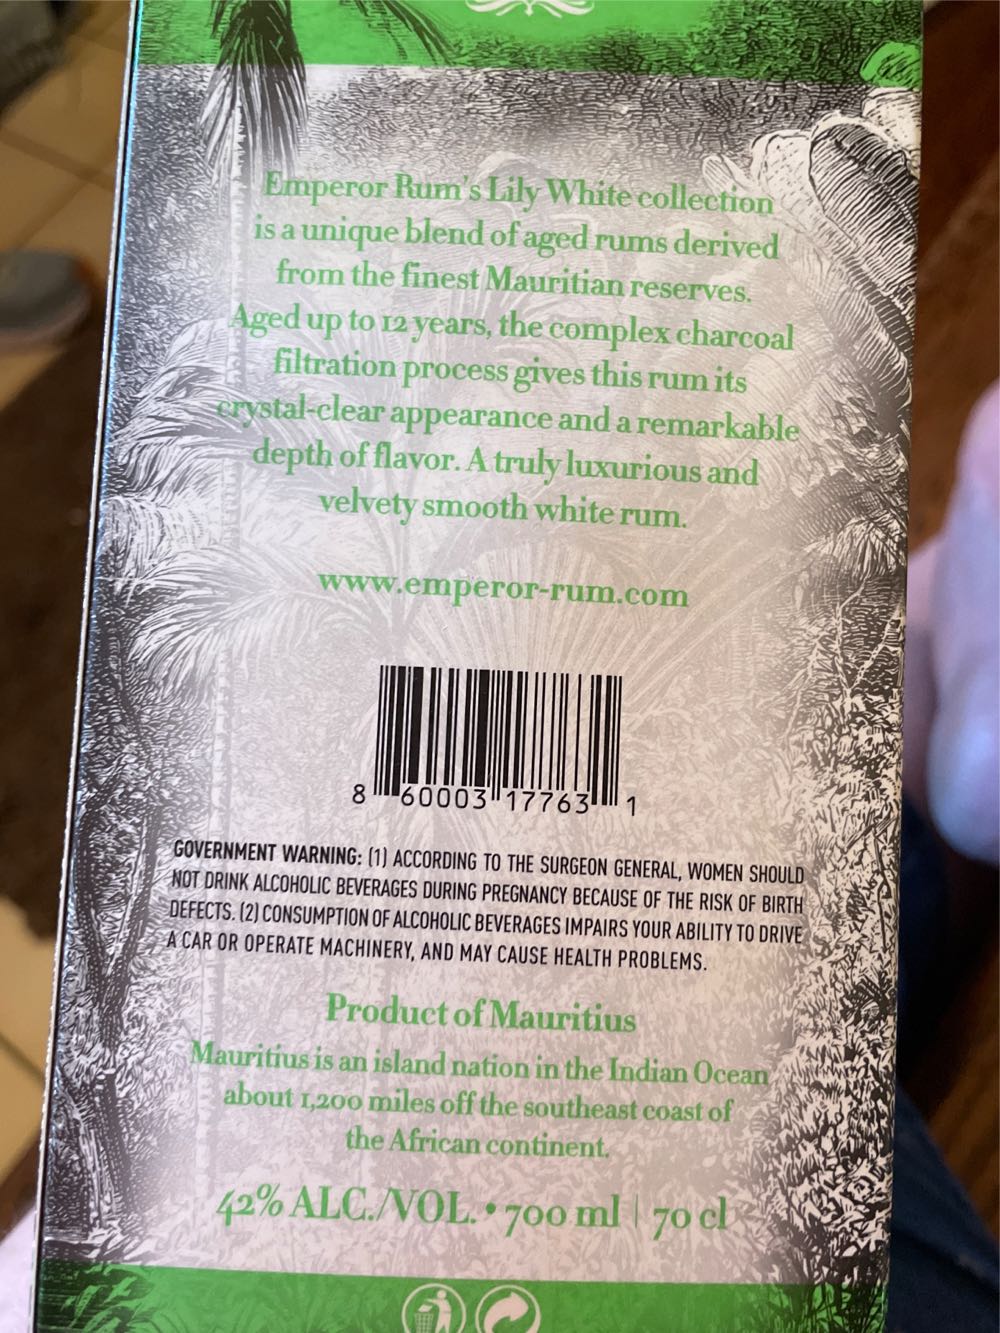 Emperor Rum's Lily White collection
is a unique blend of aged rums derived
from the finest Mauritian reserves.
Aged up to 12 years, the complex charcoal
filtration process gives this rum its
crystal-clear appearance and a remarkable
depth of flavor. A truly luxurious and
velvety smooth white rum.
www.emperor-rum.com
8 60003 17763 1
GOVERNMENT WARNING: (1) ACCORDING TO THE SURGEON GENERAL, WOMEN SHOULD
NOT DRINK ALCOHOLIC BEVERAGES DURING PREGNANCY BECAUSE OF THE RISK OF BIRTH
DEFECTS. (2) CONSUMPTION OF ALCOHOLIC BEVERAGES IMPAIRS YOUR ABILITY TO DRIVE
A CAR OR OPERATE MACHINERY, AND MAY CAUSE HEALTH PROBLEMS.
Product of Mauritius
Mauritius is an island nation in the Indian Ocean
about 1,200 miles off the southeast coast of
the African continent.
42% ALC./VOL. • 700 ml | 70 cl